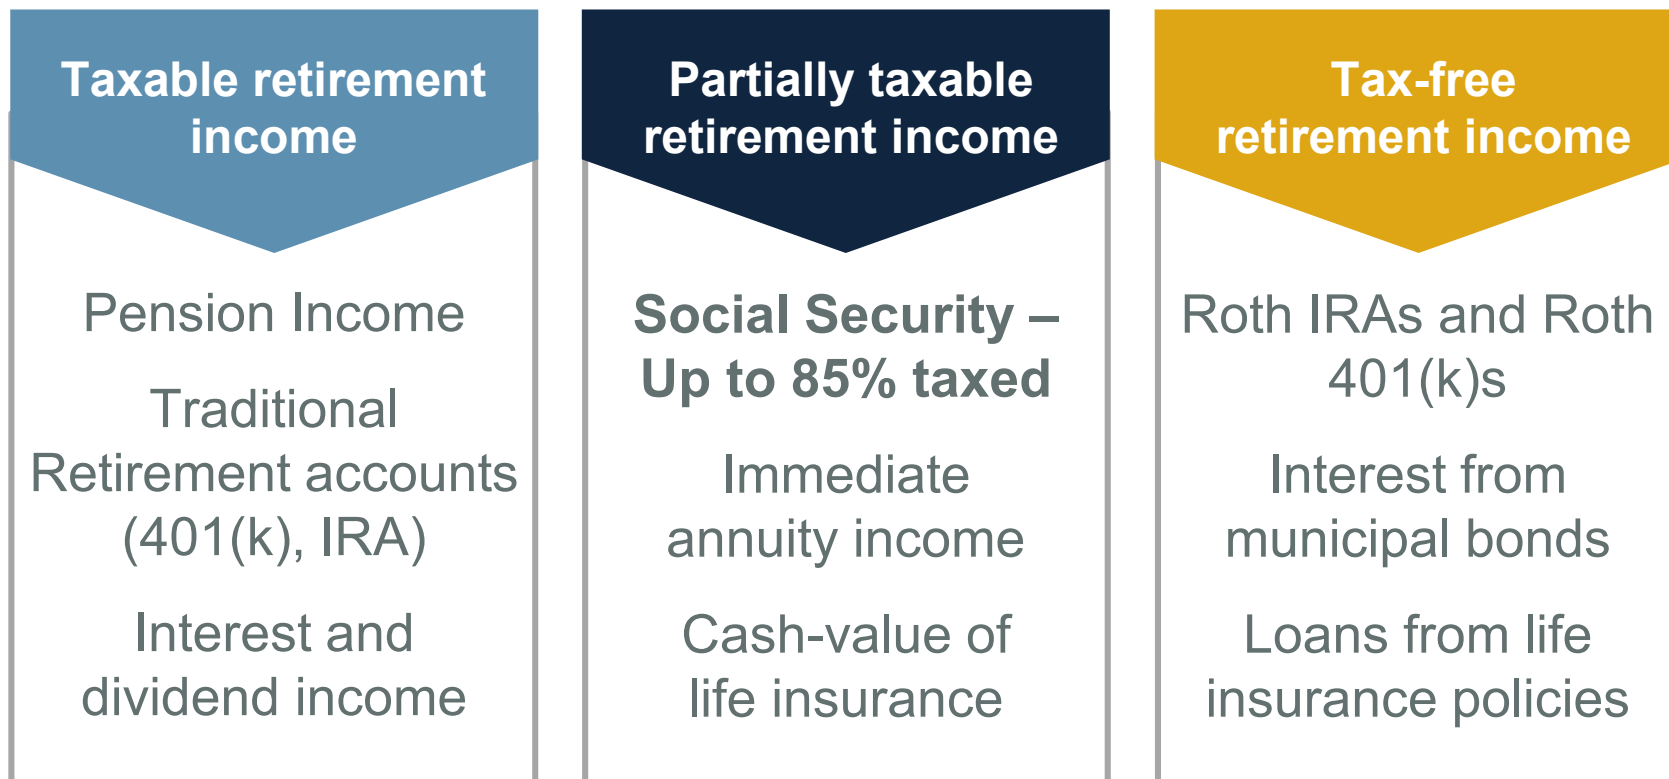 Taxable retirement
income
Pension Income
Traditional
Retirement accounts
(401(k), IRA)
Interest and
dividend income
Partially taxable
retirement income
Social Security –
Up to 85% taxed
Immediate
annuity income
Cash-value of
life insurance
Tax-free
retirement income
Roth IRAs and Roth
401(k)s
Interest from
municipal bonds
Loans from life
insurance policies